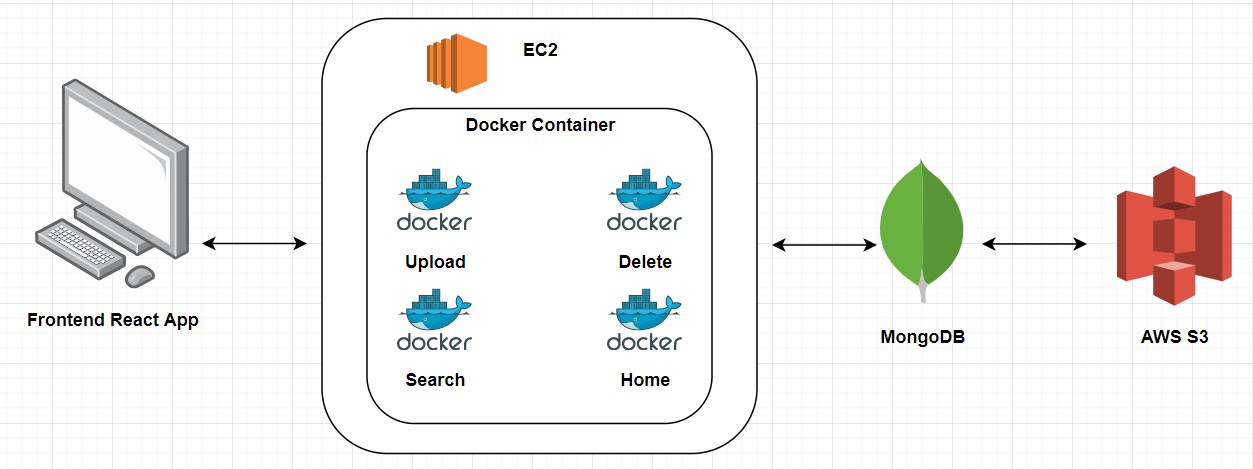 EC2
Docker Container
docker
docker
Upload
Delete
docker
docker
Search
Home
Frontend React App
MongoDB
AWS S3